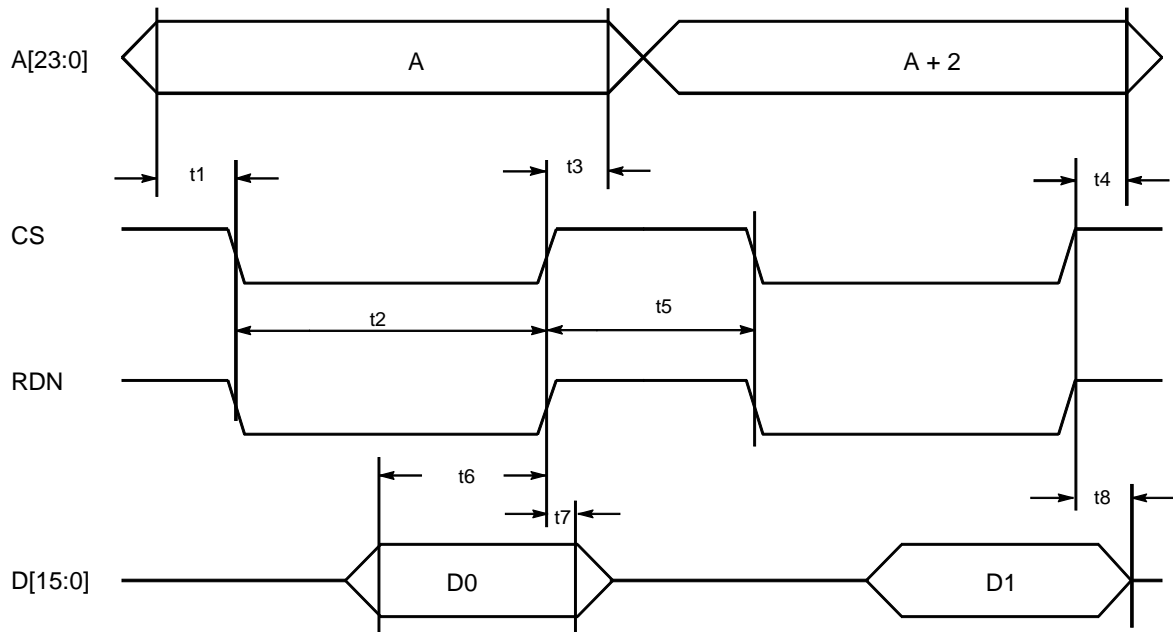 A[23:0]
A
A + 2
t1
t3
t4
CS
t2
t5
RDN
t6
t7
t8
D[15:0]
D0
D1